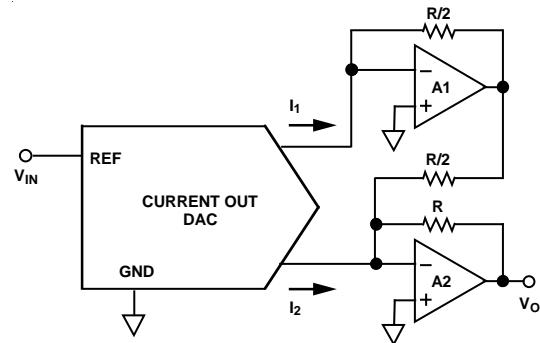 R/2
−
A1
+
I1
R/2
REF
VIN
R
CURRENT OUT
DAC
GND
−
A2
+
I2
VO